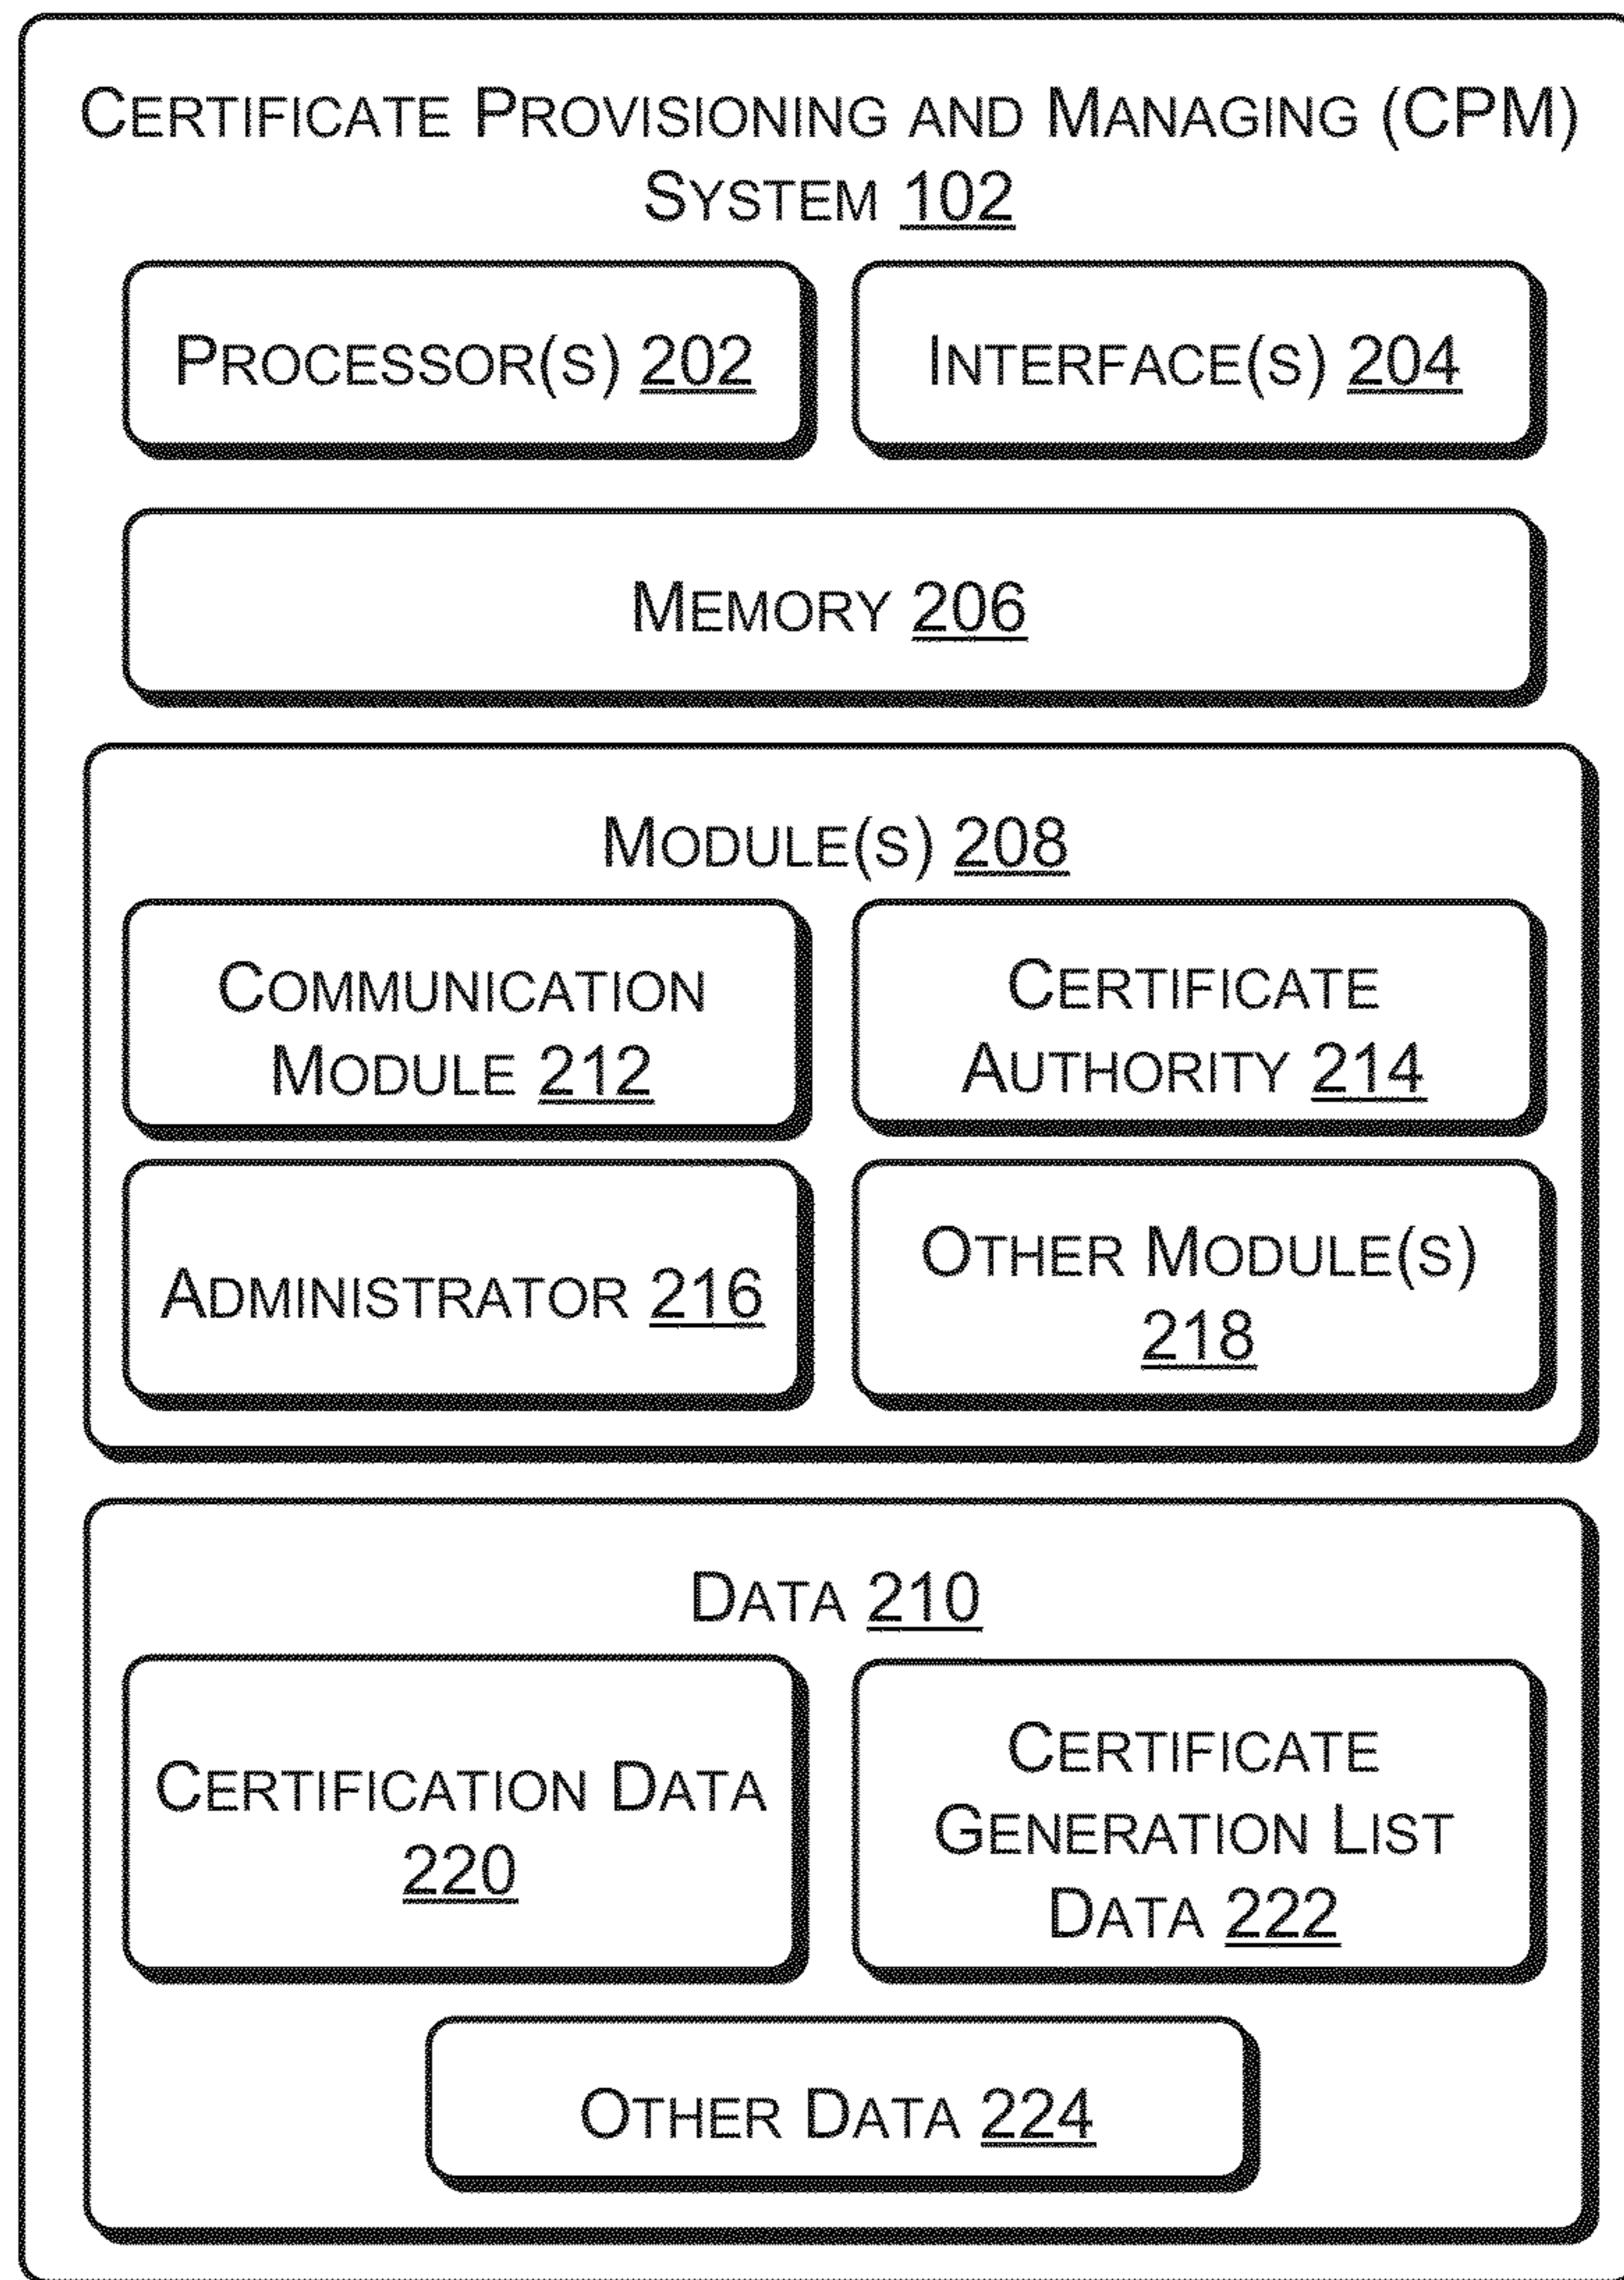 CERTIFICATE PROVISIONING AND MANAGING (CPM)
SYSTEM 102
PROCESSOR(S) 202
INTERFACE(S) 204
MEMORY 206
MODULE(S) 208
COMMUNICATION
MODULE 212
CERTIFICATE
AUTHORITY 214
ADMINISTRATOR 216
OTHER MODULE(S)
218
DATA 210
CERTIFICATION DATA
220
CERTIFICATE
GENERATION LIST
DATA 222
OTHER DATA 224